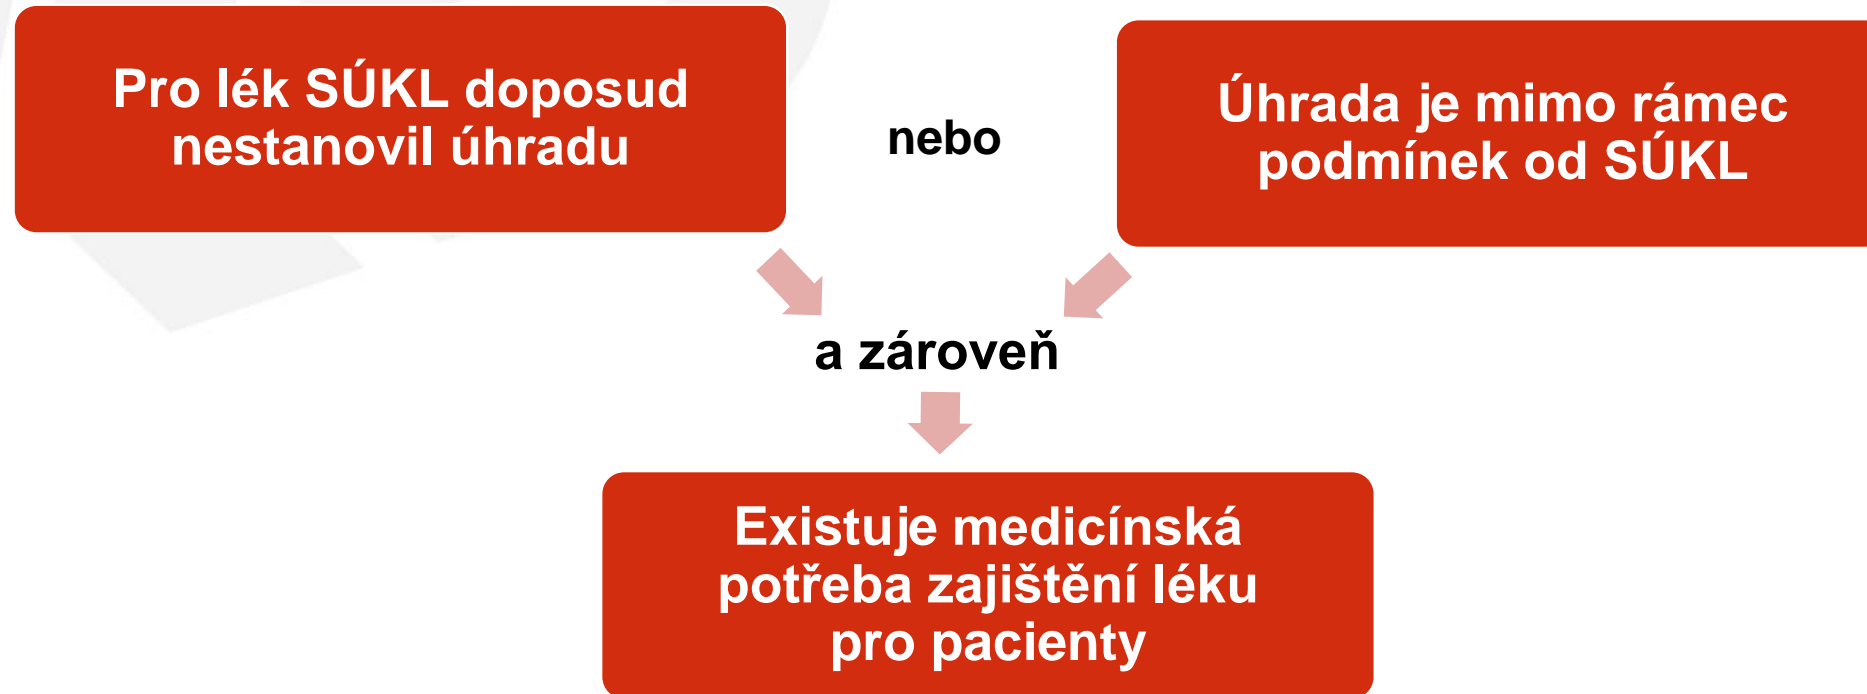 Pro lék SÚKL doposud
nestanovil úhradu
nebo
Úhrada je mimo rámec
podmínek od SÚKL
a zároveň
Existuje medicínská
potřeba zajištění léku
pro pacienty